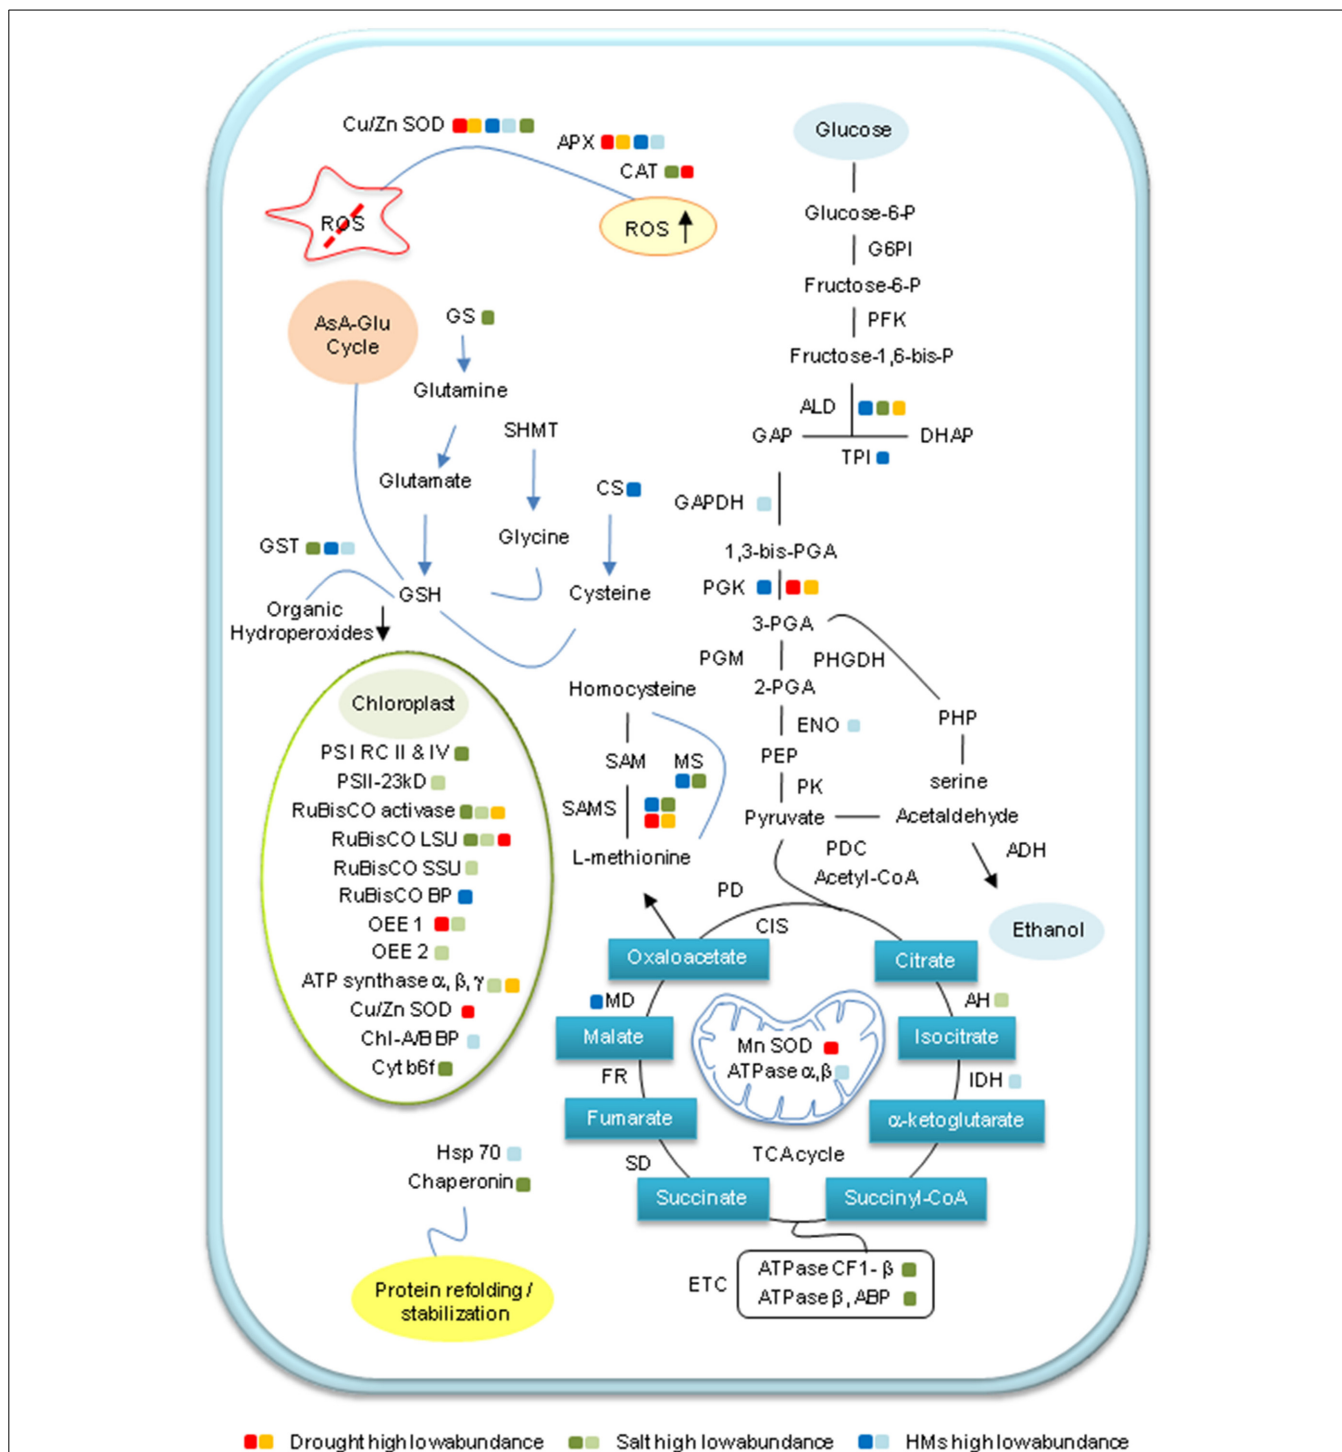 Cu/Zn SOD
APX
CAT
ROS
ROS
Glucose
Glucose-6-P
G6PI
Fructose-6-P
PFK
Fructose-1,6-bis-P
ALD
GAP
DHAP
TPI
GAPDH
1,3-bis-PGA
PGK
3-PGA
PGM
PHGDH
2-PGA
ENO
PHP
PEP
serine
PK
Pyruvate
Acetaldehyde
PDC
ADH
Acetyl-CoA
Ethanol
AsA-Glu
Cycle
GS
Glutamine
SHMT
Glutamate
CS
Glycine
GST
GSH
Cysteine
Organic
Hydroperoxides
Homocysteine
SAM
MS
SAMS
L-methionine
Chloroplast
PSI RC II & IV
PSII-23kD
RuBisCO activase
RuBisCO LSU
RuBisCO SSU
RuBisCO BP
OEE 1
OEE 2
ATP synthase α, β, γ
Cu/Zn SOD
Chl-A/B BP
Cyt b6f
PD
CIS
Oxaloacetate
Citrate
MD
AH
Malate
Isocitrate
Mn SOD
ATPase α,β
FR
IDH
Fumarate
α-ketoglutarate
SD
TCA cycle
Succinate
Succinyl-CoA
ETC
ATPase CF1- β
ATPase β, ABP
Hsp 70
Chaperonin
Protein refolding /
stabilization
Drought high low abundance
Salt high low abundance
HMs high low abundance